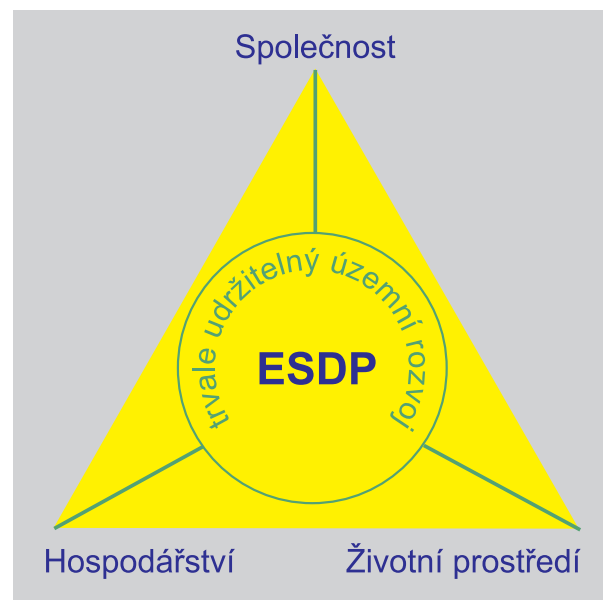 Společnost
trvale udržitelný územní rozvoj
ESDP
Hospodářství
Životní prostředí